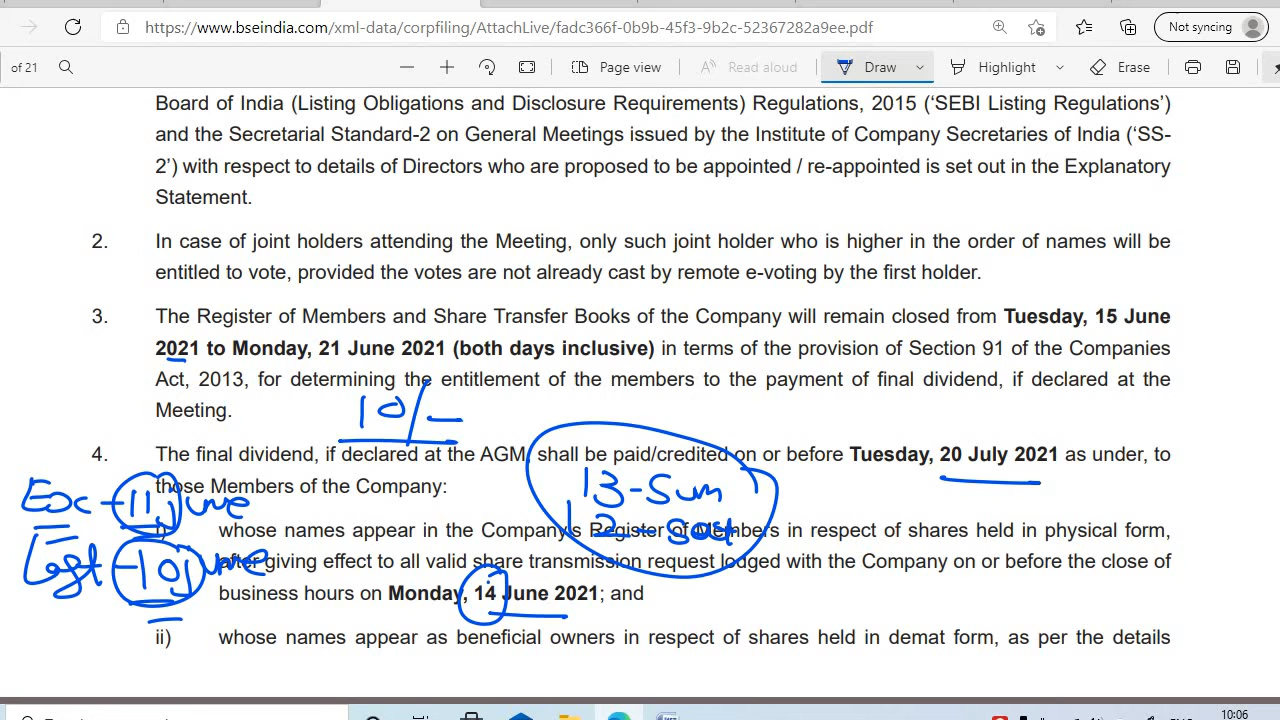 https://www.bseindia.com/xml-data/corpfiling/AttachLive/fadc366f-0b9b-45f3-9b2c-52367282a9ee.pdf
Not syncing
of 21
Page view
Read aloud
Draw
Highlight
Erase
Board of India (Listing Obligations and Disclosure Requirements) Regulations, 2015 (‘SEBI Listing Regulations’)
and the Secretarial Standard-2 on General Meetings issued by the Institute of Company Secretaries of India (‘SS-
2’) with respect to details of Directors who are proposed to be appointed / re-appointed is set out in the Explanatory
Statement.
2. In case of joint holders attending the Meeting, only such joint holder who is higher in the order of names will be
entitled to vote, provided the votes are not already cast by remote e-voting by the first holder.
3. The Register of Members and Share Transfer Books of the Company will remain closed from Tuesday, 15 June
2021 to Monday, 21 June 2021 (both days inclusive) in terms of the provision of Section 91 of the Companies
Act, 2013, for determining the entitlement of the members to the payment of final dividend, if declared at the
Meeting.
10/-
4. The final dividend, if declared at the AGM, shall be paid/credited on or before Tuesday, 20 July 2021 as under, to
those Members of the Company:
13-Sun
Exc -11 june
i) whose names appear in the Company's Register of Members in respect of shares held in physical form,
12 - Sat
after giving effect to all valid share transmission request lodged with the Company on or before the close of
Last -10 june
business hours on Monday, 14 June 2021; and
ii) whose names appear as beneficial owners in respect of shares held in demat form, as per the details
10:06